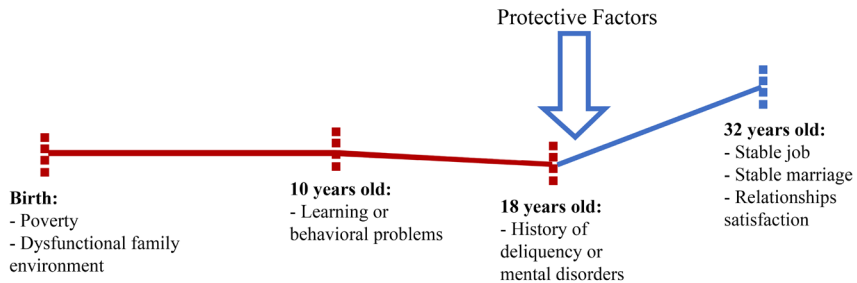 Protective Factors
Birth:
- Poverty
- Dysfunctional family
environment
10 years old:
- Learning or
behavioral problems
18 years old:
- History of
deliquency or
mental disorders
32 years old:
- Stable job
- Stable marriage
- Relationships
satisfaction